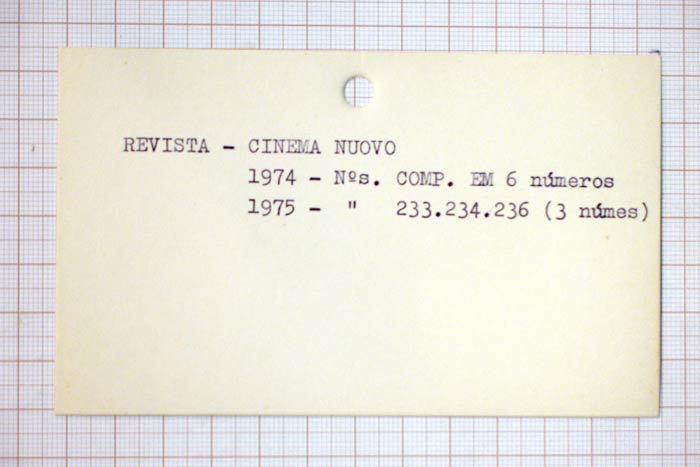 REVISTA - CINEMA NUOVO
1974 - Nºs. COMP. EM 6 números
1975 - " 233.234.236 (3 númes)